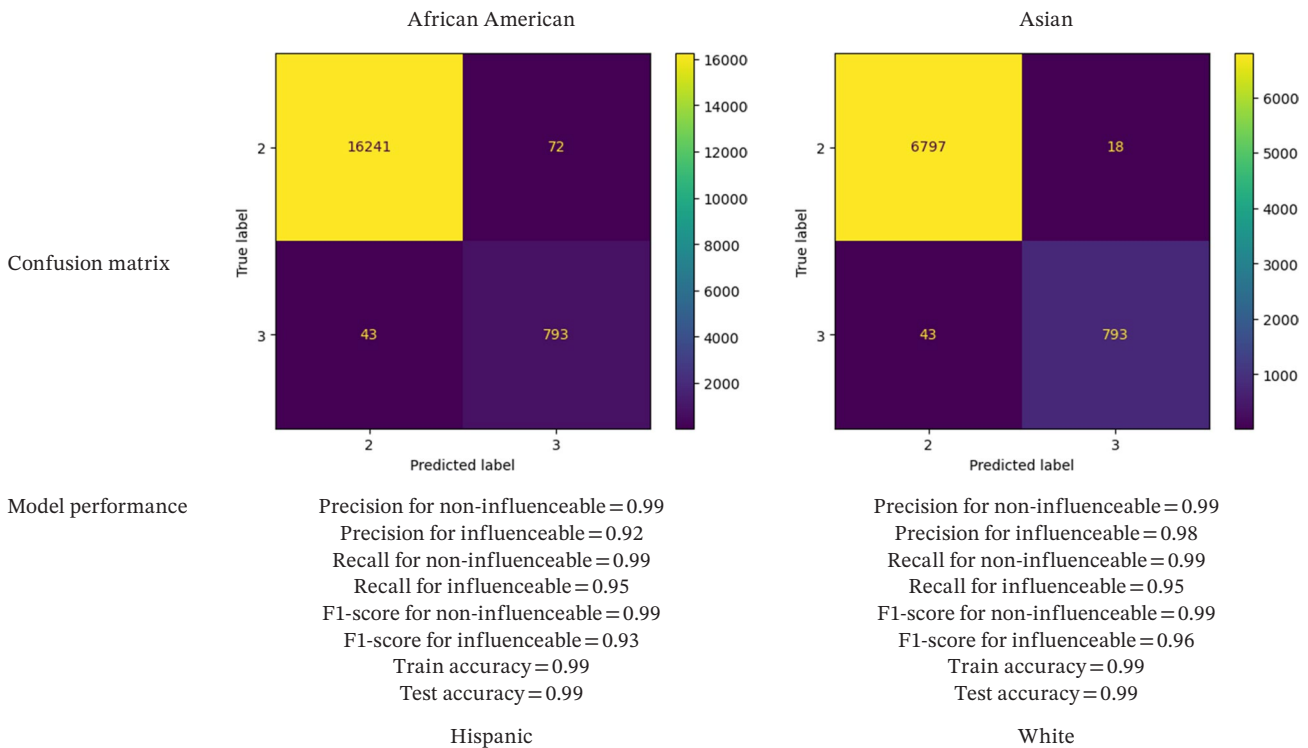 African American
Asian
16241 72
43 793
2
3
2 3
True label
Predicted label
16000
14000
12000
10000
8000
6000
4000
2000
6797 18
43 793
2
3
2 3
True label
Predicted label
6000
5000
4000
3000
2000
1000
Confusion matrix
Model performance
Precision for non-influenceable = 0.99
Precision for influenceable = 0.92
Recall for non-influenceable = 0.99
Recall for influenceable = 0.95
F1-score for non-influenceable = 0.99
F1-score for influenceable = 0.93
Train accuracy = 0.99
Test accuracy = 0.99
Precision for non-influenceable = 0.99
Precision for influenceable = 0.98
Recall for non-influenceable = 0.99
Recall for influenceable = 0.95
F1-score for non-influenceable = 0.99
F1-score for influenceable = 0.96
Train accuracy = 0.99
Test accuracy = 0.99
Hispanic
White